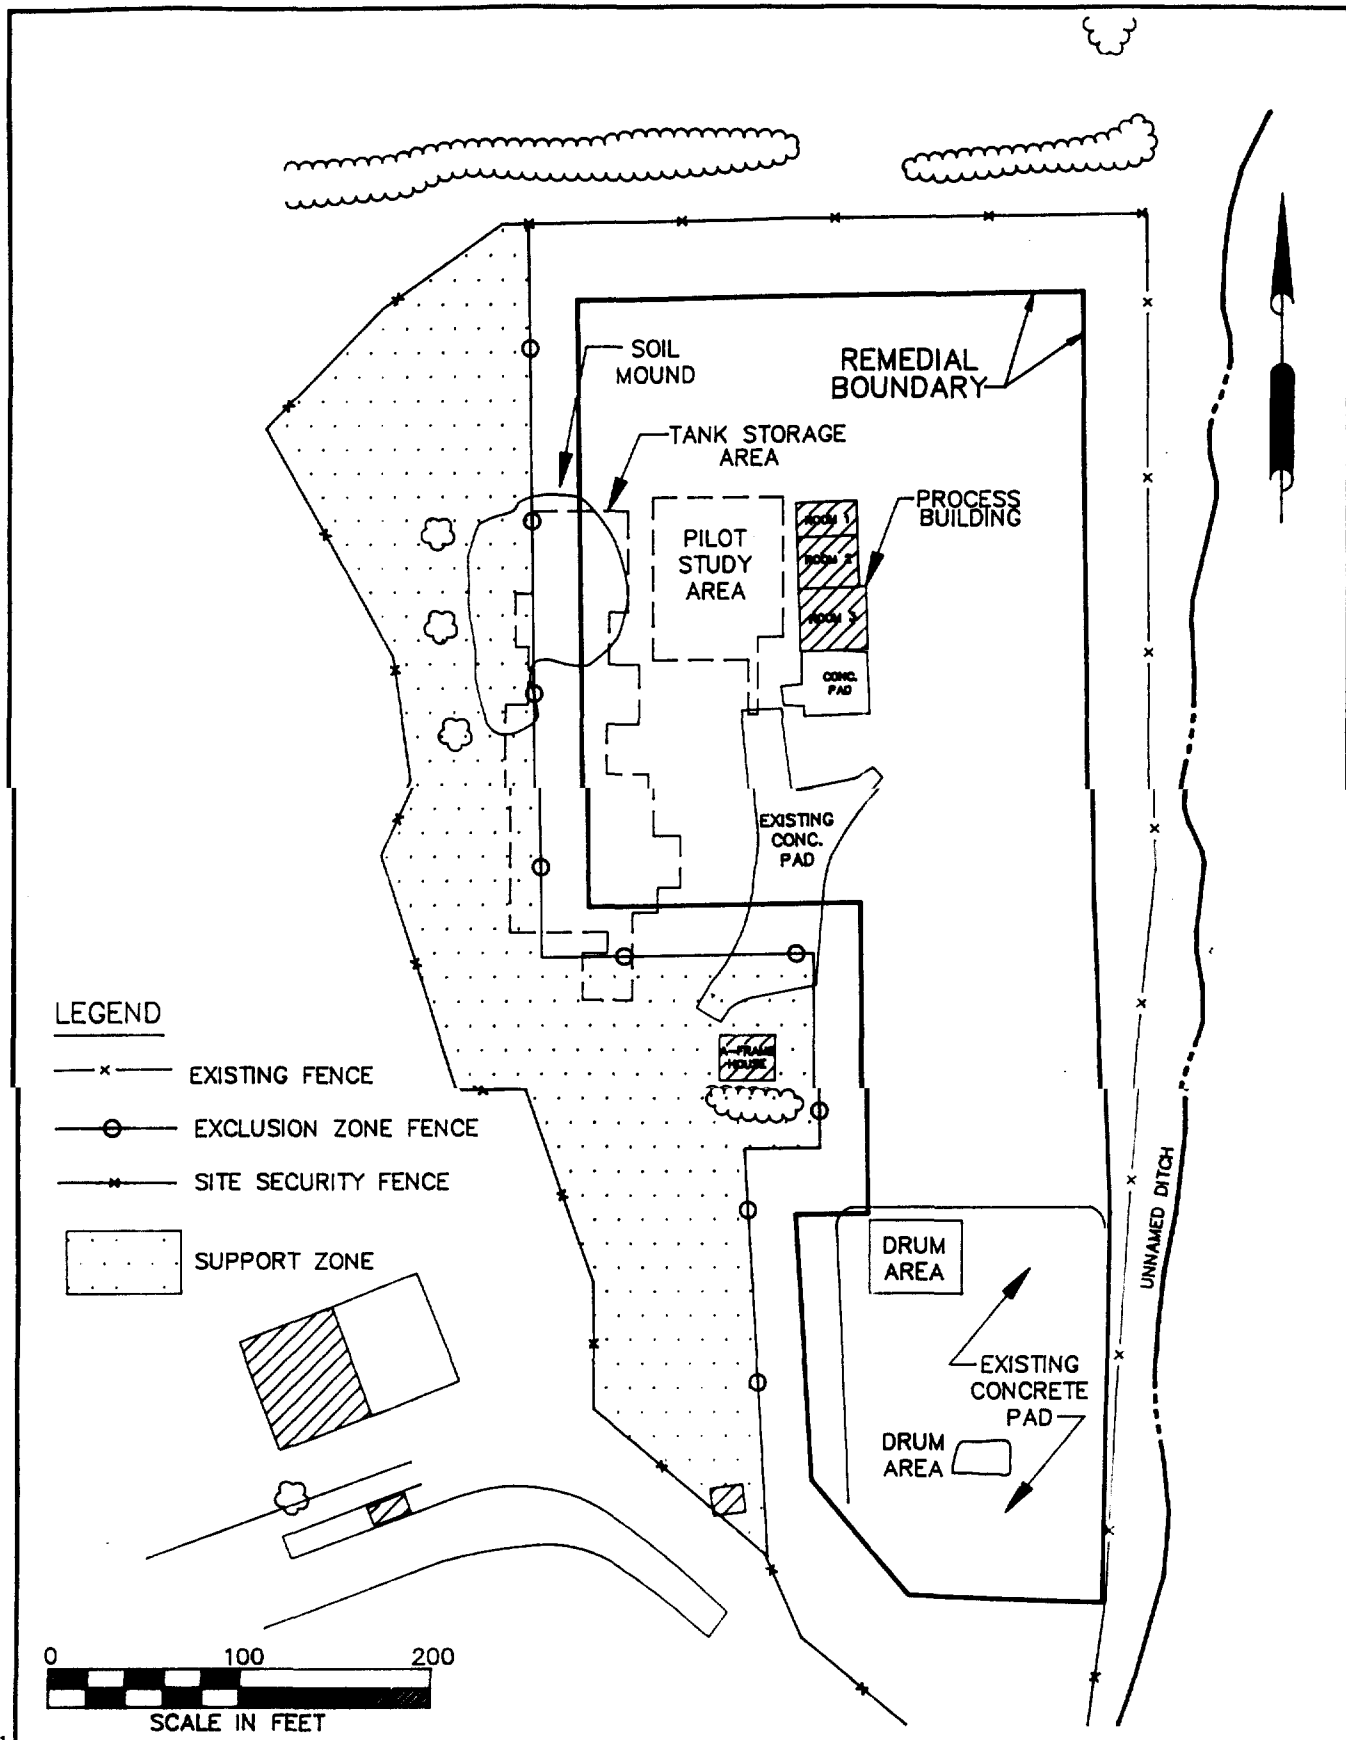 SOIL
MOUND
REMEDIAL
BOUNDARY
TANK STORAGE
AREA
PROCESS
BUILDING
ROOM 1
ROOM 2
ROOM 3
PILOT
STUDY
AREA
CONC.
PAD
EXISTING
CONC.
PAD
A-FRAME
HOUSE
LEGEND
x
EXISTING FENCE
EXCLUSION ZONE FENCE
SITE SECURITY FENCE
SUPPORT ZONE
UNNAMED DITCH
DRUM
AREA
EXISTING
CONCRETE
PAD
DRUM
AREA
0 100 200
SCALE IN FEET